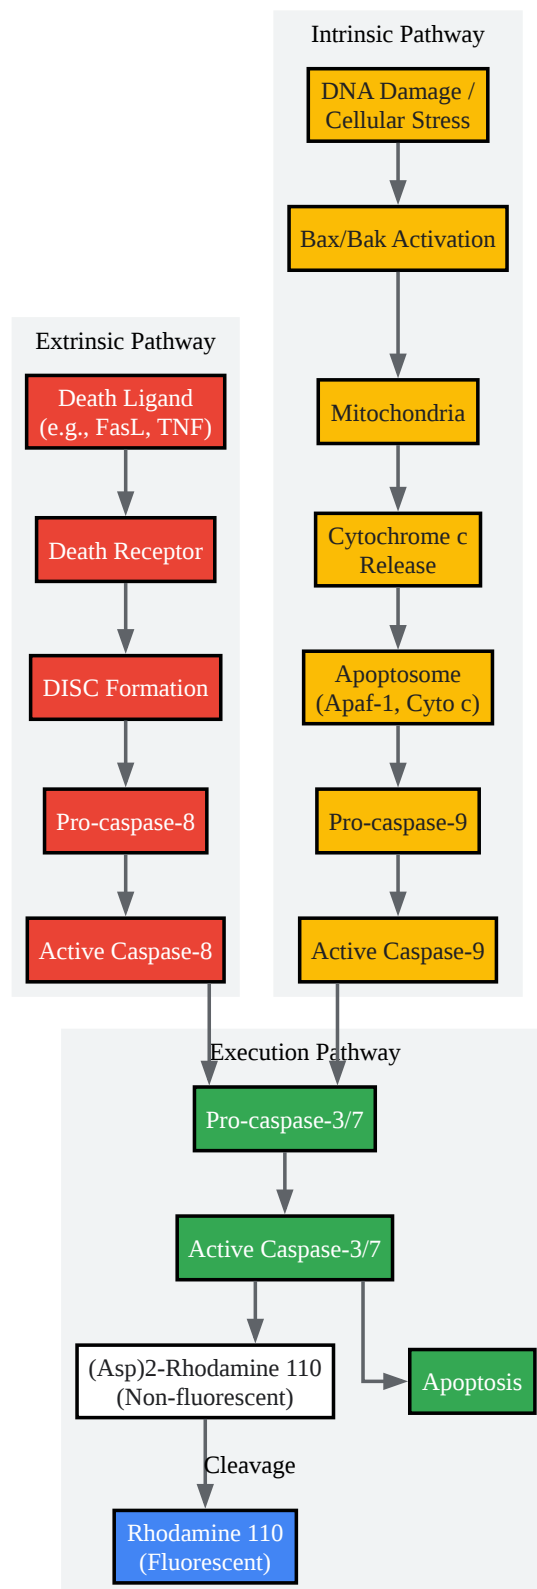 Intrinsic Pathway
DNA Damage /
Cellular Stress
Bax/Bak Activation
Mitochondria
Cytochrome c
Release
Apoptosome
(Apaf-1, Cyto c)
Pro-caspase-9
Active Caspase-9
Extrinsic Pathway
Death Ligand
(e.g., FasL, TNF)
Death Receptor
DISC Formation
Pro-caspase-8
Active Caspase-8
Execution Pathway
Pro-caspase-3/7
Active Caspase-3/7
(Asp)2-Rhodamine 110
(Non-fluorescent)
Apoptosis
Cleavage
Rhodamine 110
(Fluorescent)